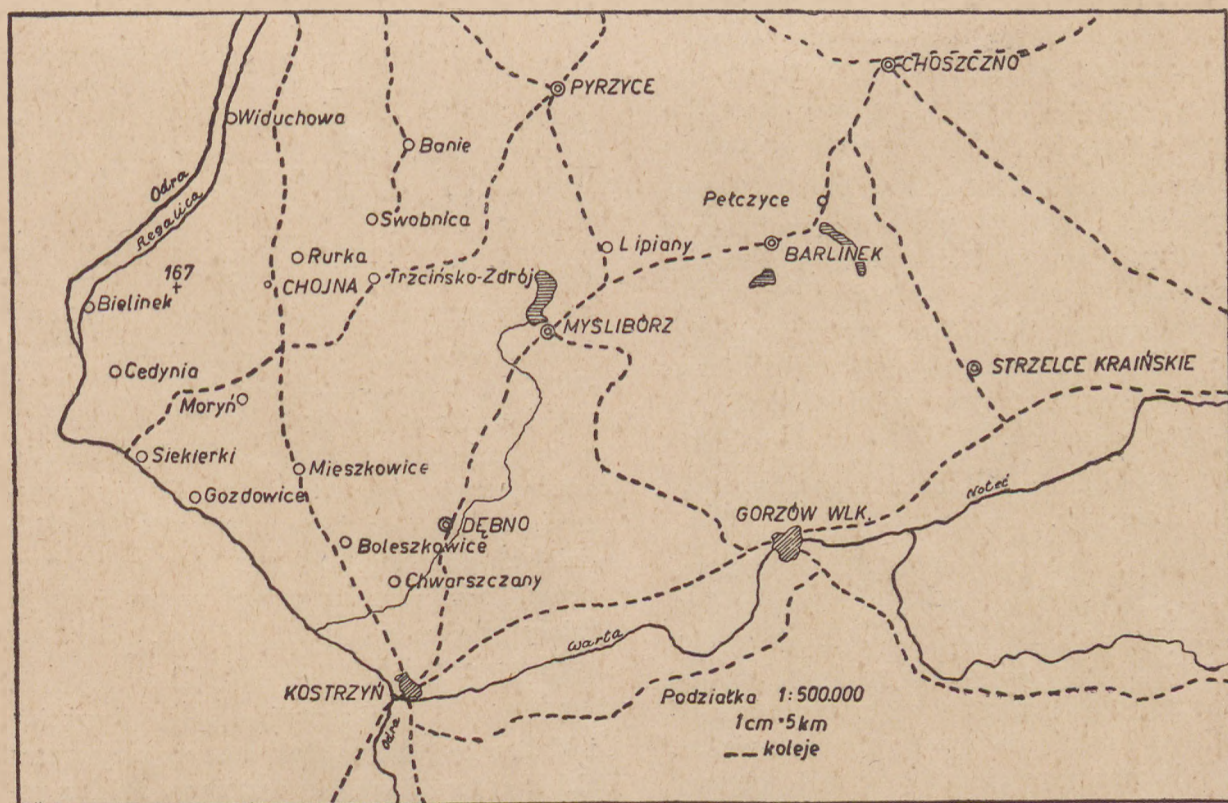 CHOSZCZNO
PYRZYCE
Widuchowa
Banie
Odra
Regalica
Pełczyce
Swobnica
Lipiany
BARLINEK
Rurka
167
CHOJNA
Trzcińsko-Zdrój
Bielinek
MYŚLIBÓRZ
Cedynia
STRZELCE KRAIŃSKIE
Moryń
Siekierki
Mieszkowice
Gozdowice
Noteć
GORZÓW WLK.
DĘBNO
Boleszkowice
Chwarszczany
Warta
KOSTRZYŃ
Odra
Podziałka 1:500.000
1cm = 5km
koleje